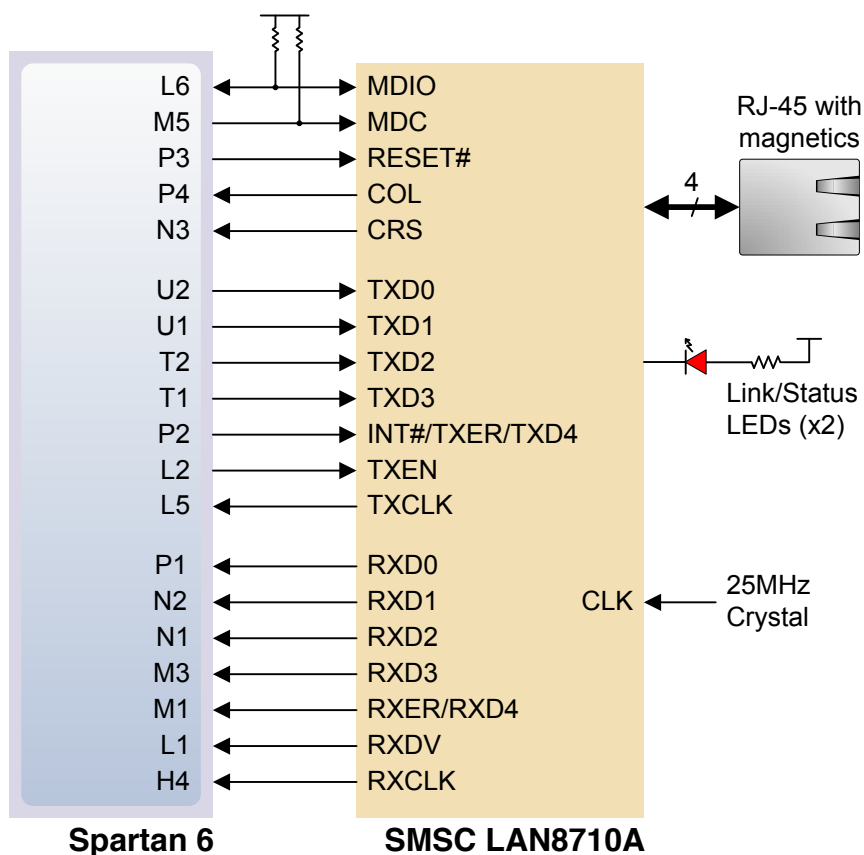 L6 MDIO
M5 MDC
P3 RESET#
P4 COL
N3 CRS
U2 TXD0
U1 TXD1
T2 TXD2
T1 TXD3
P2 INT#/TXER/TXD4
L2 TXEN
L5 TXCLK
P1 RXD0
N2 RXD1
N1 RXD2
M3 RXD3
M1 RXER/RXD4
L1 RXDV
H4 RXCLK
CLK
RJ-45 with
magnetics
4
Link/Status
LEDs (x2)
25MHz
Crystal
Spartan 6
SMSC LAN8710A